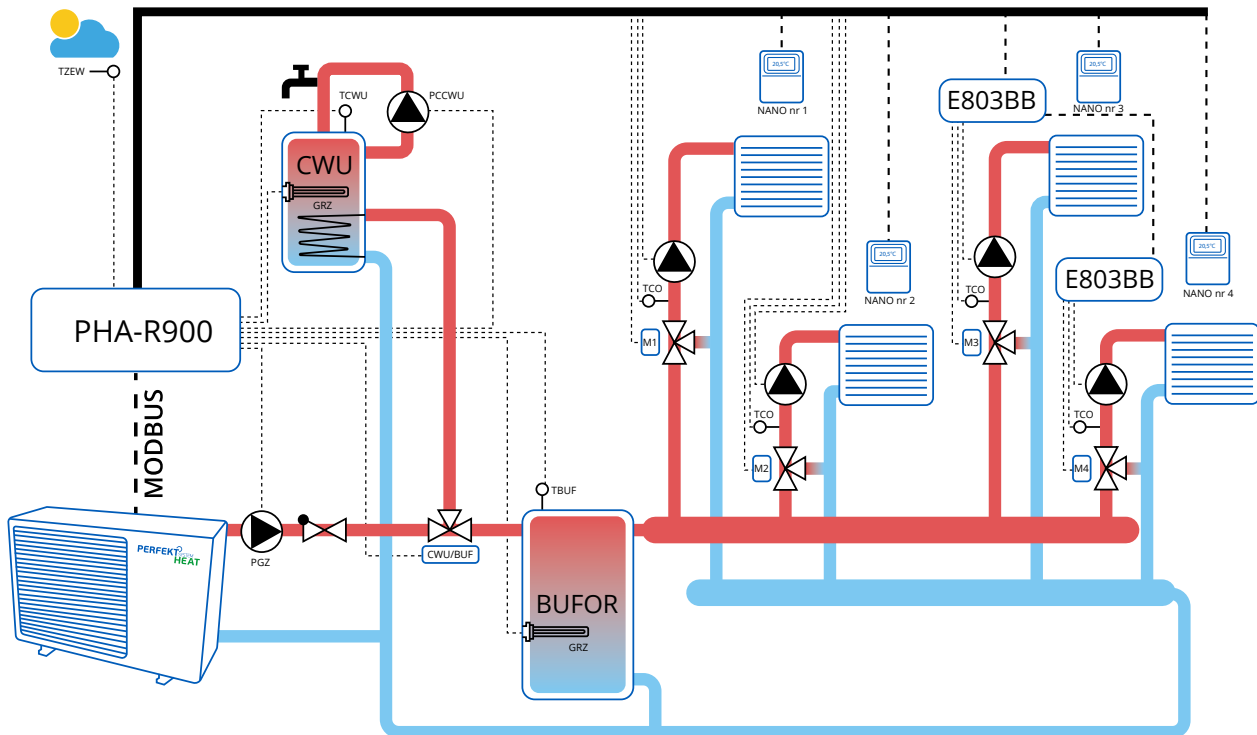 TZEW
TCWU
PCCWU
CWU
GRZ
PHA-R900
MODBUS
PERFEKT
SYSTEM
HEAT
PGZ
CWU/BUF
TBUF
BUFOR
GRZ
20,5°C
NANO nr 1
20,5°C
NANO nr 2
E803BB
20,5°C
NANO nr 3
E803BB
20,5°C
NANO nr 4
TCO
M1
TCO
M2
TCO
M3
TCO
M4